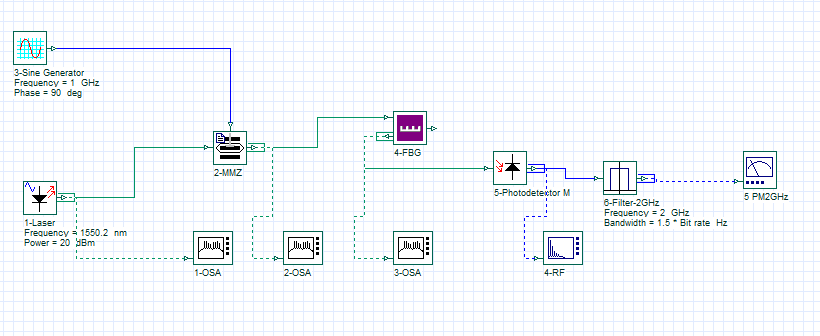 3-Sine Generator
Frequency = 1 GHz
Phase = 90 deg
4-FBG
2-MMZ
5-Photodetector M
5 PM2GHz
6-Filter-2GHz
Frequency = 2 GHz
Bandwidth = 1.5 * Bit rate Hz
1-Laser
Frequency = 1550.2 nm
Power = 20 dBm
1-OSA
2-OSA
3-OSA
4-RF